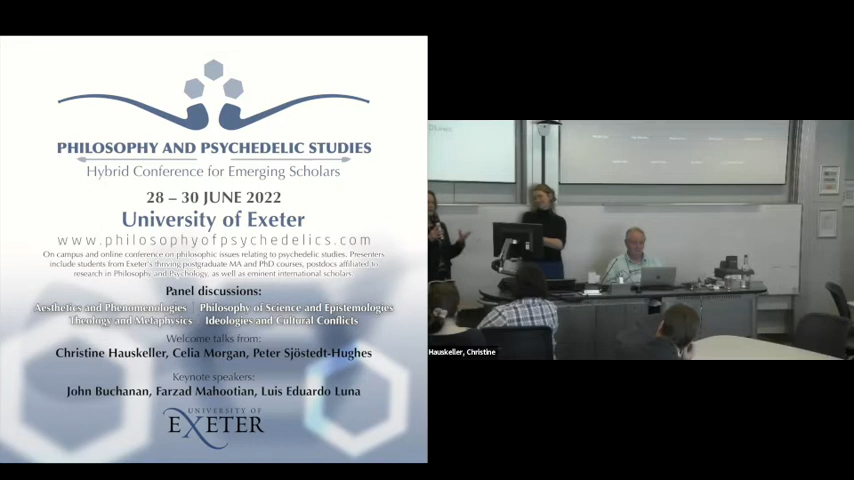 PHILOSOPHY AND PSYCHEDELIC STUDIES
Hybrid Conference for Emerging Scholars
28 – 30 JUNE 2022
University of Exeter
www.philosophyofpsychedelics.com
On campus and online conference on philosophic issues relating to psychedelic studies. Presenters
include students from Exeter's thriving postgraduate MA and PhD courses, postdocs affiliated to
research in Philosophy and Psychology, as well as eminent international scholars
Panel discussions:
Aesthetics and Phenomenologies Philosophy of Science and Epistemologies
Theology and Metaphysics Ideologies and Cultural Conflicts
Welcome talks from:
Christine Hauskeller, Celia Morgan, Peter Sjöstedt-Hughes
Keynote speakers:
John Buchanan, Farzad Mahootian, Luis Eduardo Luna
UNIVERSITY OF
EXETER
Hauskeller, Christine